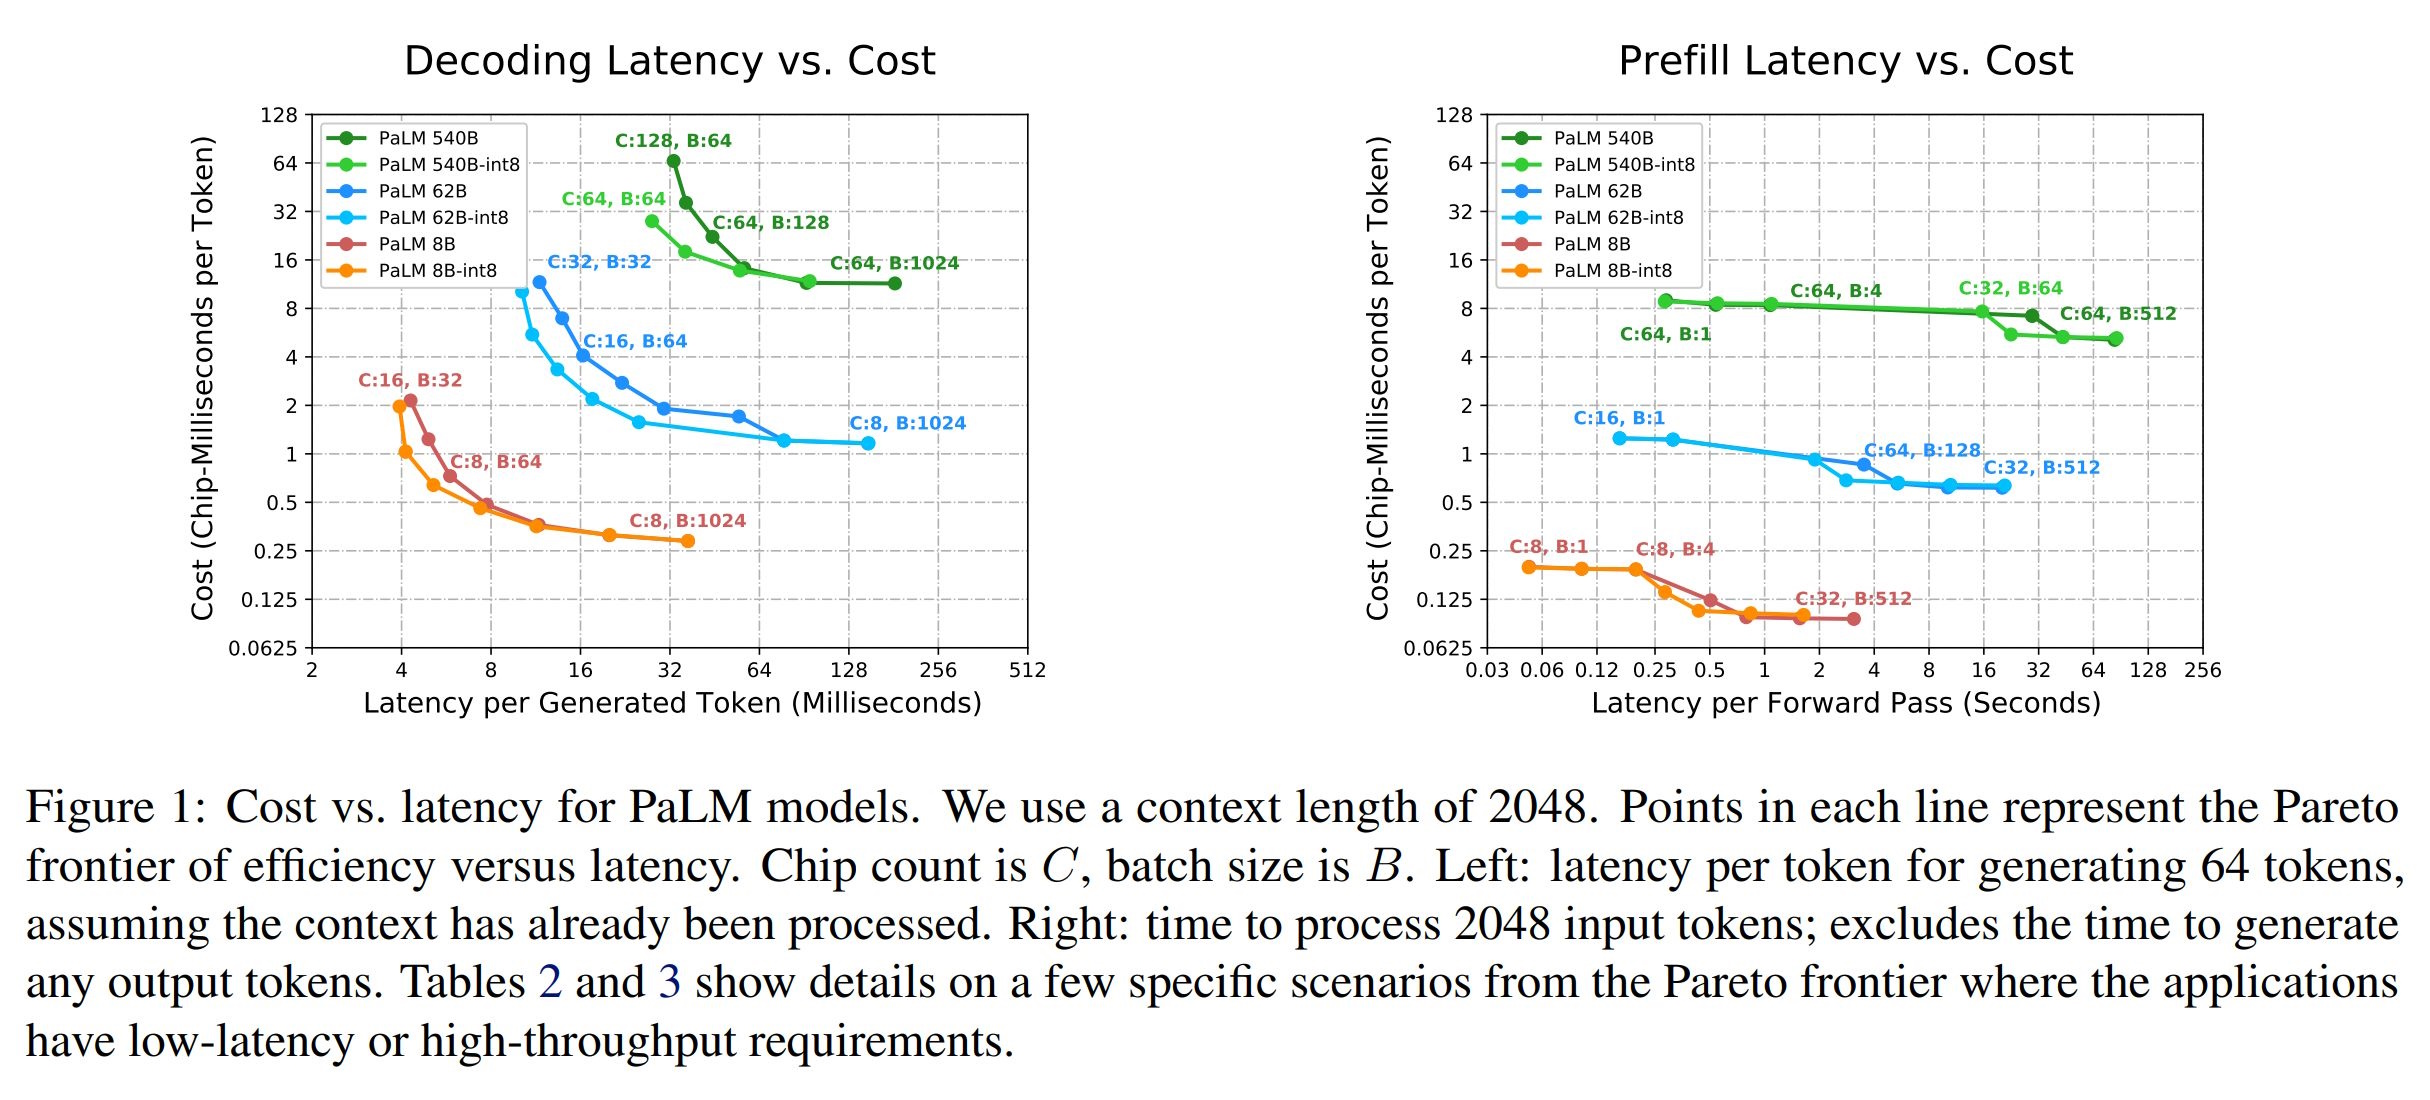 Decoding Latency vs. Cost
Cost (Chip-Milliseconds per Token)
128
64
32
16
8
4
2
1
0.5
0.25
0.125
0.0625
PaLM 540B
PaLM 540B-int8
PaLM 62B
PaLM 62B-int8
PaLM 8B
PaLM 8B-int8
C:128, B:64
C:64, B:64
C:64, B:128
C:64, B:1024
C:32, B:32
C:16, B:64
C:8, B:1024
C:16, B:32
C:8, B:64
C:8, B:1024
2 4 8 16 32 64 128 256 512
Latency per Generated Token (Milliseconds)
Prefill Latency vs. Cost
Cost (Chip-Milliseconds per Token)
128
64
32
16
8
4
2
1
0.5
0.25
0.125
0.0625
PaLM 540B
PaLM 540B-int8
PaLM 62B
PaLM 62B-int8
PaLM 8B
PaLM 8B-int8
C:64, B:4
C:32, B:64
C:64, B:512
C:64, B:1
C:16, B:1
C:64, B:128
C:32, B:512
C:8, B:1
C:8, B:4
C:32, B:512
0.03 0.06 0.12 0.25 0.5 1 2 4 8 16 32 64 128 256
Latency per Forward Pass (Seconds)
Figure 1: Cost vs. latency for PaLM models. We use a context length of 2048. Points in each line represent the Pareto
frontier of efficiency versus latency. Chip count is C, batch size is B. Left: latency per token for generating 64 tokens,
assuming the context has already been processed. Right: time to process 2048 input tokens; excludes the time to generate
any output tokens. Tables 2 and 3 show details on a few specific scenarios from the Pareto frontier where the applications
have low-latency or high-throughput requirements.